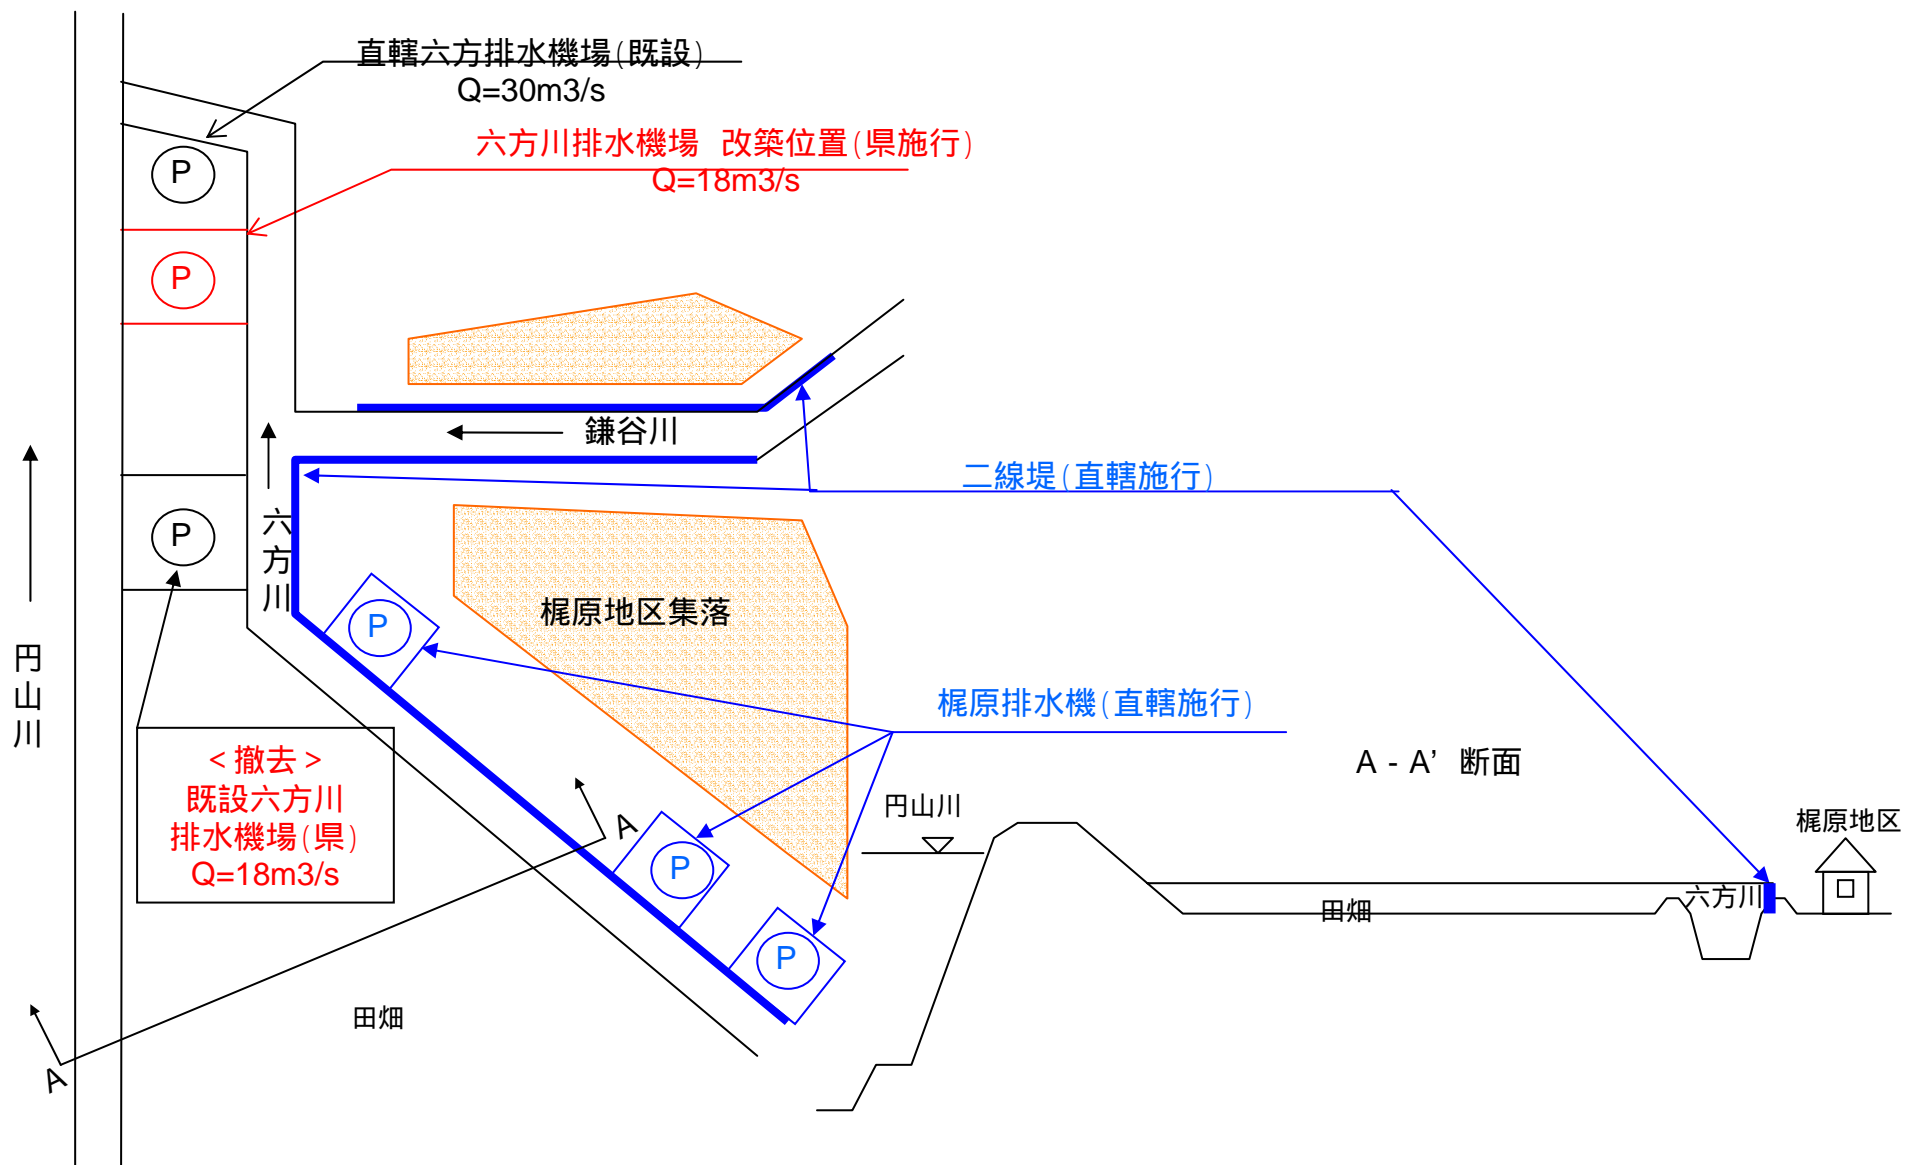 直轄六方排水機場(既設)
Q=30m3/s
六方川排水機場 改築位置(県施行)
Q=18m3/s
P
P
鎌谷川
二線堤(直轄施行)
P
六方川
P
梶原地区集落
円山川
梶原排水機(直轄施行)
<撤去>
既設六方川
排水機場(県)
Q=18m3/s
A - A’ 断面
円山川
梶原地区
A
P
六方川
田畑
P
田畑
A